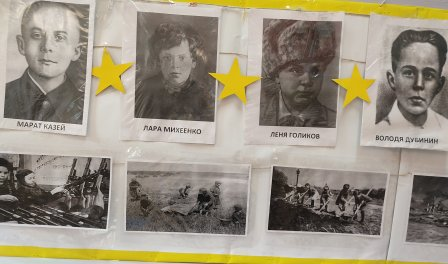 МАРАТ КАЗЕЙ
ЛАРА МИХЕЕНКО
ЛЕНЯ ГОЛИКОВ
ВОЛОДЯ ДУБИНИН